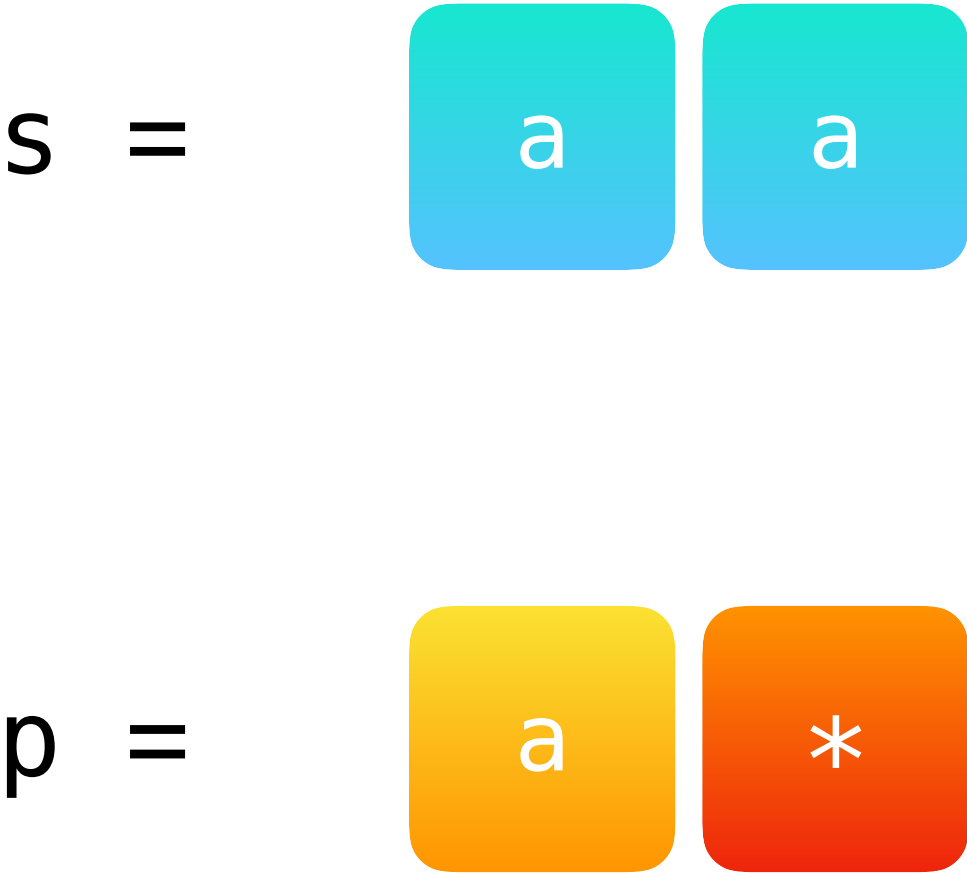 s = a a
p = a *